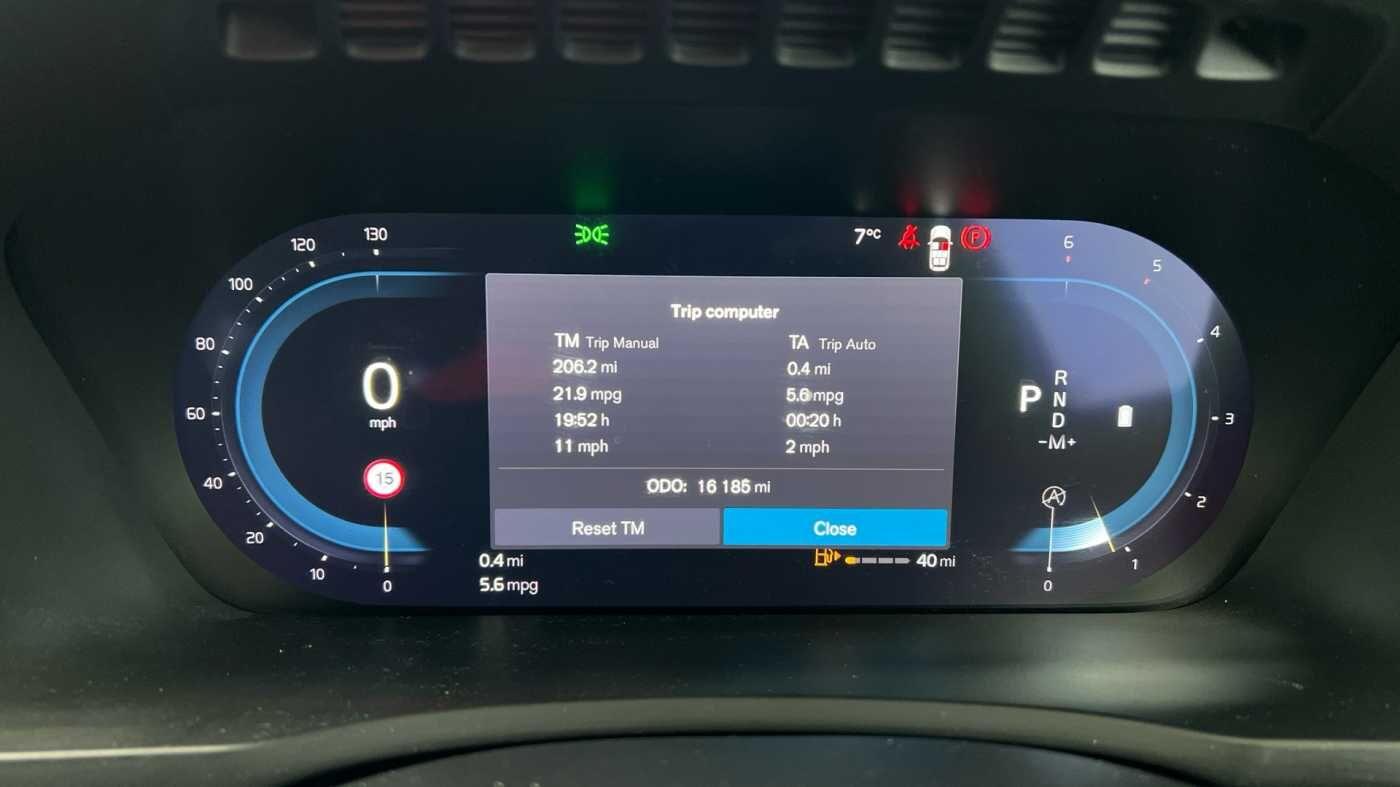 130
120
100
80
60
40
20
10
0
0
mph
15
7°C
P
Trip computer
TM Trip Manual
206.2 mi
21.9 mpg
19:52 h
11 mph
TA Trip Auto
0.4 mi
5.6 mpg
00:20 h
2 mph
ODO: 16 185 mi
Reset TM
Close
0.4 mi
5.6 mpg
40 mi
P
R
N
D
-M+
A
6
5
4
3
2
1
0